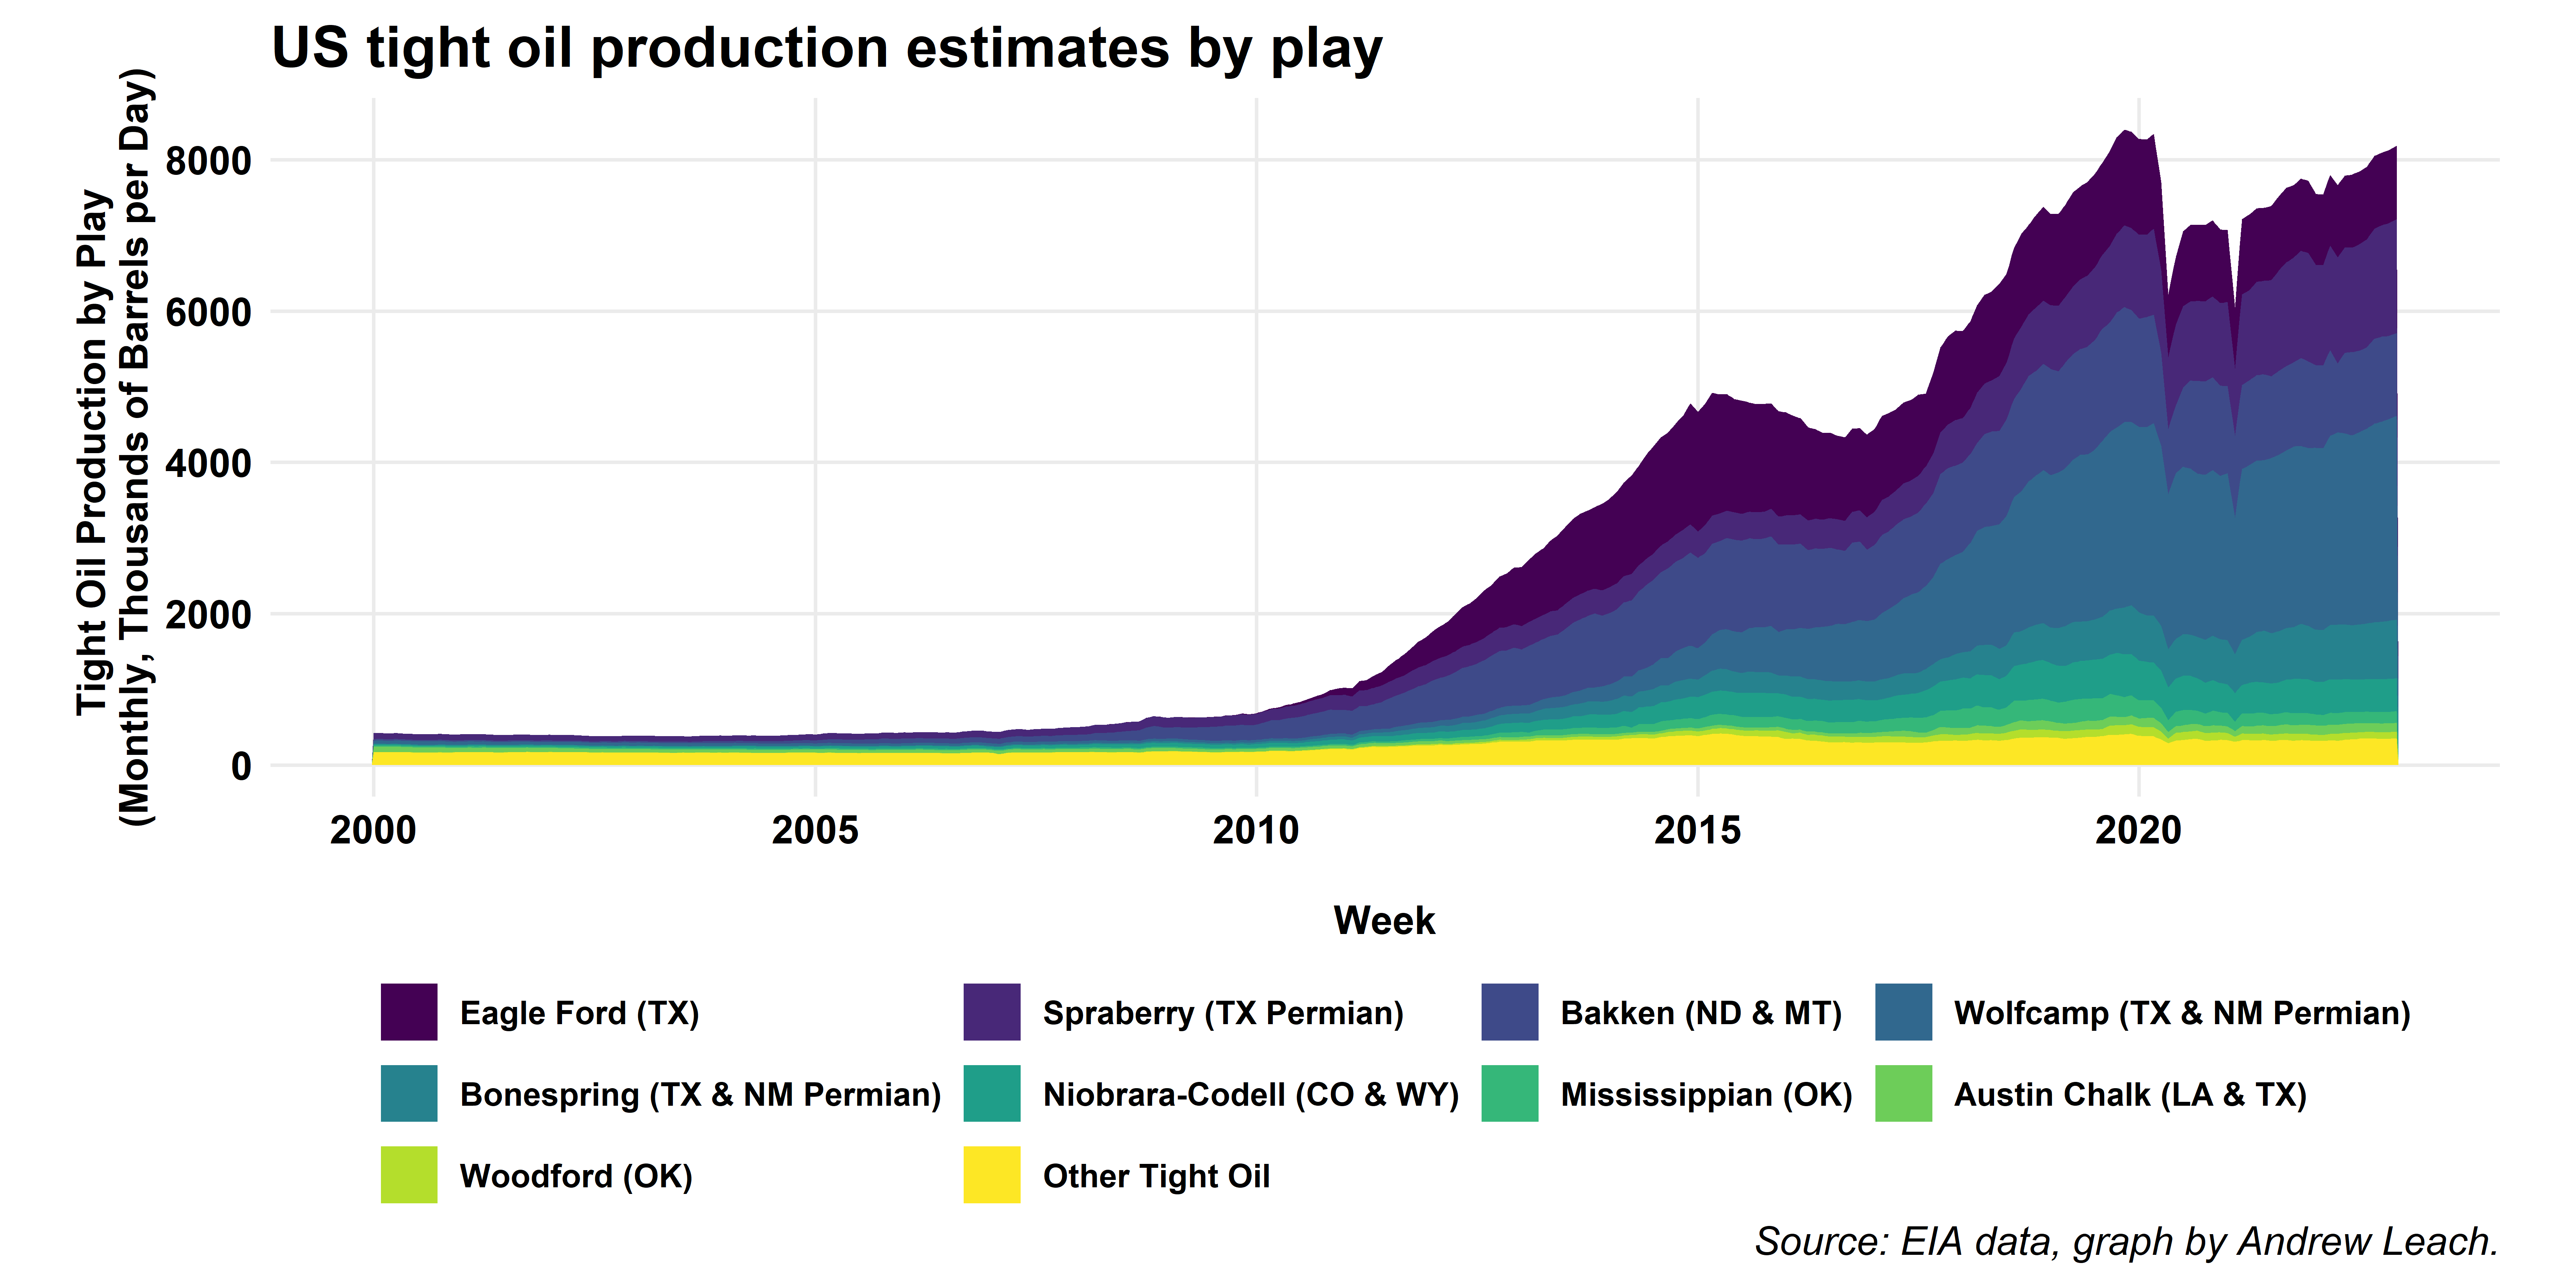 US tight oil production estimates by play
Tight Oil Production by Play
(Monthly, Thousands of Barrels per Day)
8000
6000
4000
2000
0
2000 2005 2010 2015 2020
Week
Eagle Ford (TX) Spraberry (TX Permian) Bakken (ND & MT) Wolfcamp (TX & NM Permian)
Bonespring (TX & NM Permian) Niobrara-Codell (CO & WY) Mississippian (OK) Austin Chalk (LA & TX)
Woodford (OK) Other Tight Oil
Source: EIA data, graph by Andrew Leach.